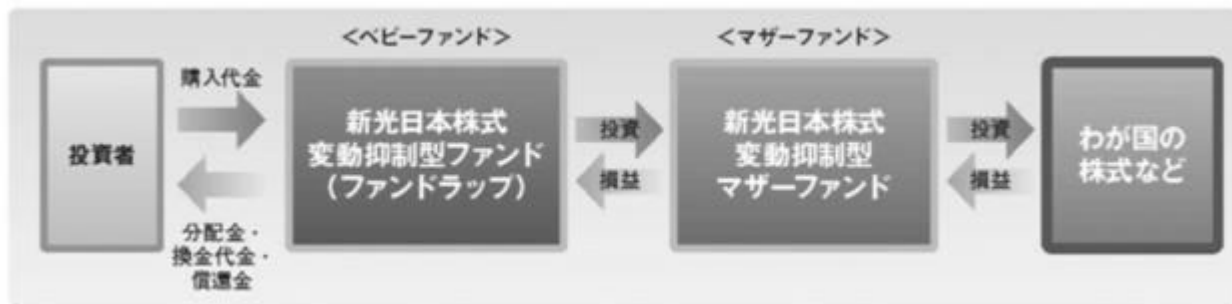 <ベビーファンド>
<マザーファンド>
投資者
購入代金
分配金・
換金代金・
償還金
新光日本株式
変動抑制型ファンド
(ファンドラップ)
投資
損益
新光日本株式
変動抑制型
マザーファンド
投資
損益
わが国の
株式など